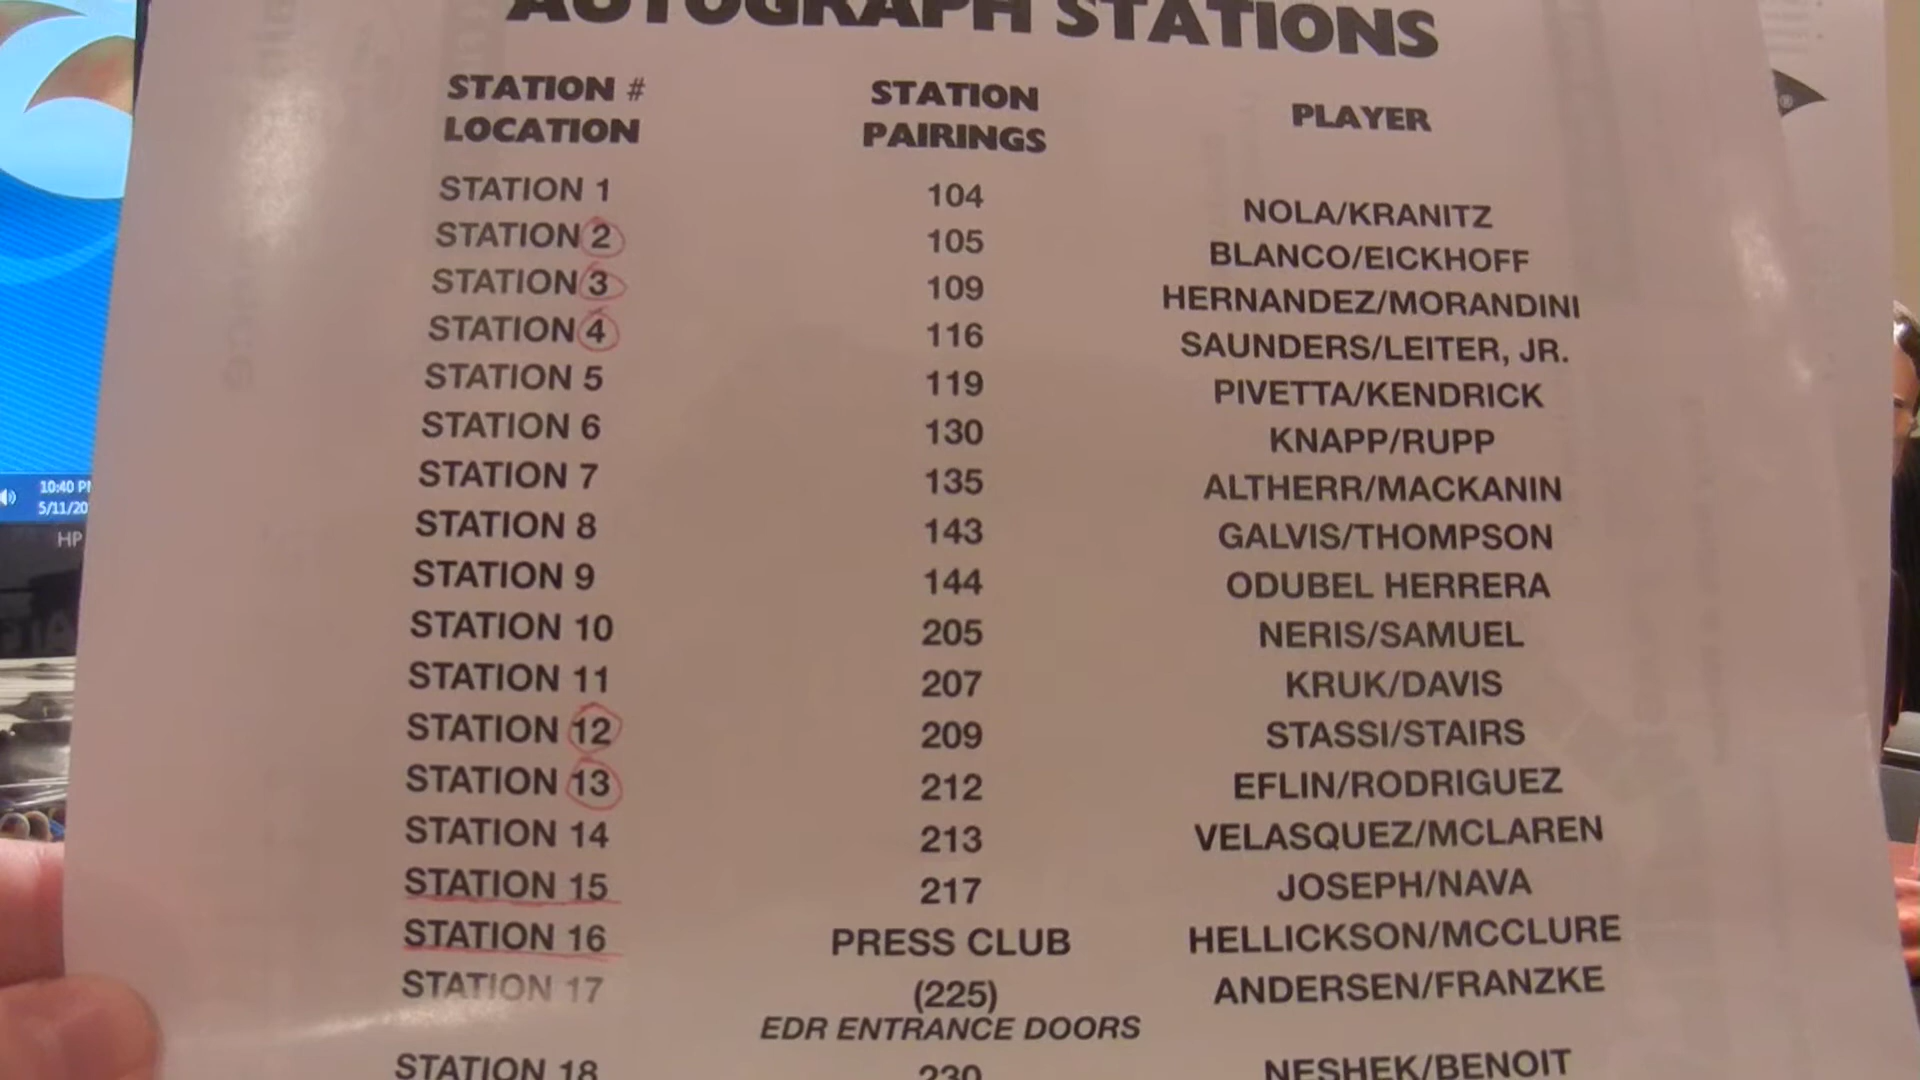 AUTOGRAPH STATIONS
STATION # LOCATION STATION PAIRINGS PLAYER
STATION 1 104 NOLA/KRANITZ
STATION 2 105 BLANCO/EICKHOFF
STATION 3 109 HERNANDEZ/MORANDINI
STATION 4 116 SAUNDERS/LEITER, JR.
STATION 5 119 PIVETTA/KENDRICK
STATION 6 130 KNAPP/RUPP
STATION 7 135 ALTHERR/MACKANIN
STATION 8 143 GALVIS/THOMPSON
STATION 9 144 ODUBEL HERRERA
STATION 10 205 NERIS/SAMUEL
STATION 11 207 KRUK/DAVIS
STATION 12 209 STASSI/STAIRS
STATION 13 212 EFLIN/RODRIGUEZ
STATION 14 213 VELASQUEZ/MCLAREN
STATION 15 217 JOSEPH/NAVA
STATION 16 PRESS CLUB HELLICKSON/MCCLURE
STATION 17 (225) ANDERSEN/FRANZKE
EDR ENTRANCE DOORS
STATION 18 230 NESHEK/BENOIT
10:40 PM
5/11/20
HP